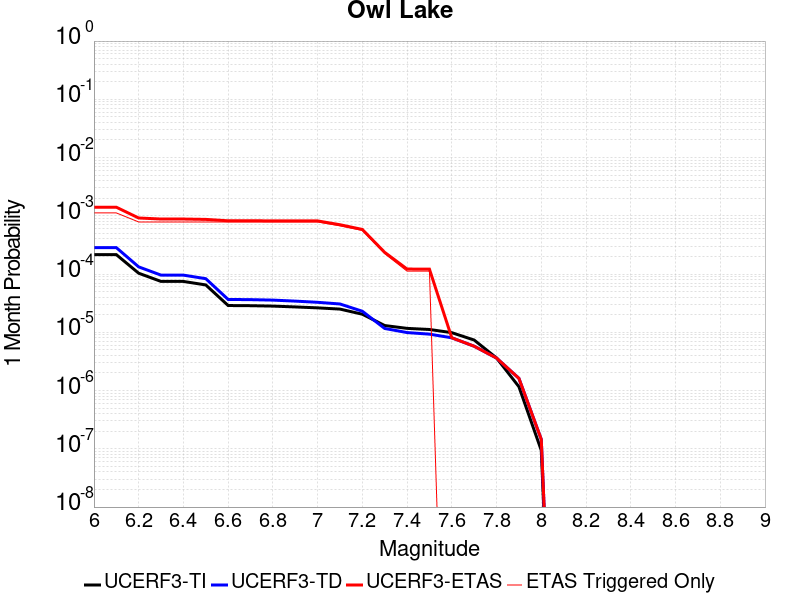 Owl Lake
1 Month Probability
10^0
10^-1
10^-2
10^-3
10^-4
10^-5
10^-6
10^-7
10^-8
6 6.2 6.4 6.6 6.8 7 7.2 7.4 7.6 7.8 8 8.2 8.4 8.6 8.8 9
Magnitude
UCERF3-TI UCERF3-TD UCERF3-ETAS ETAS Triggered Only